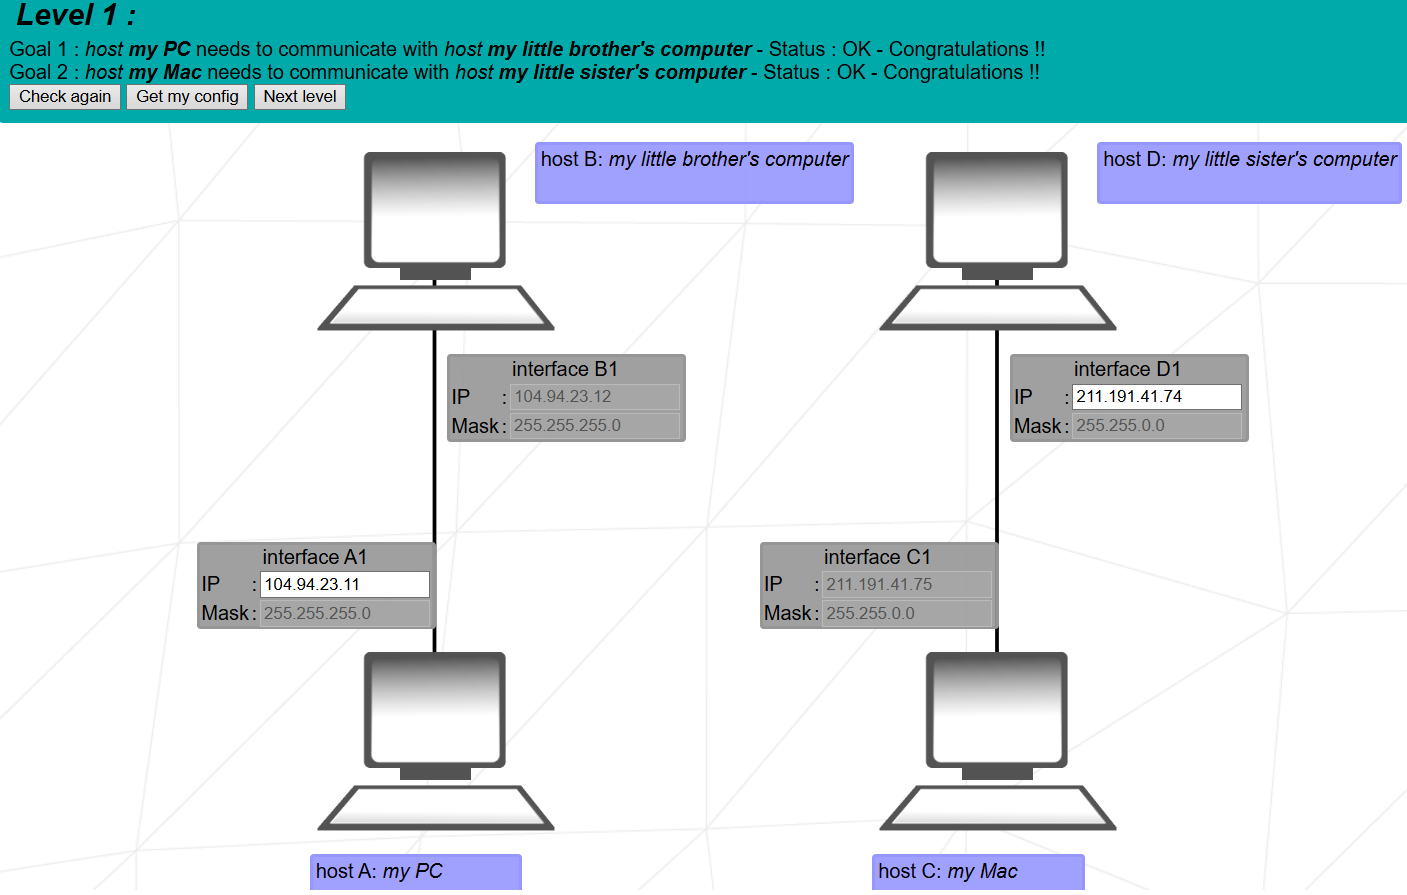 Level 1 :
Goal 1 : host my PC needs to communicate with host my little brother's computer - Status : OK - Congratulations !!
Goal 2 : host my Mac needs to communicate with host my little sister's computer - Status : OK - Congratulations !!
Check again Get my config Next level
host B: my little brother's computer
host D: my little sister's computer
interface B1
IP : 104.94.23.12
Mask : 255.255.255.0
interface D1
IP : 211.191.41.74
Mask : 255.255.0.0
interface A1
IP : 104.94.23.11
Mask : 255.255.255.0
interface C1
IP : 211.191.41.75
Mask : 255.255.0.0
host A: my PC
host C: my Mac